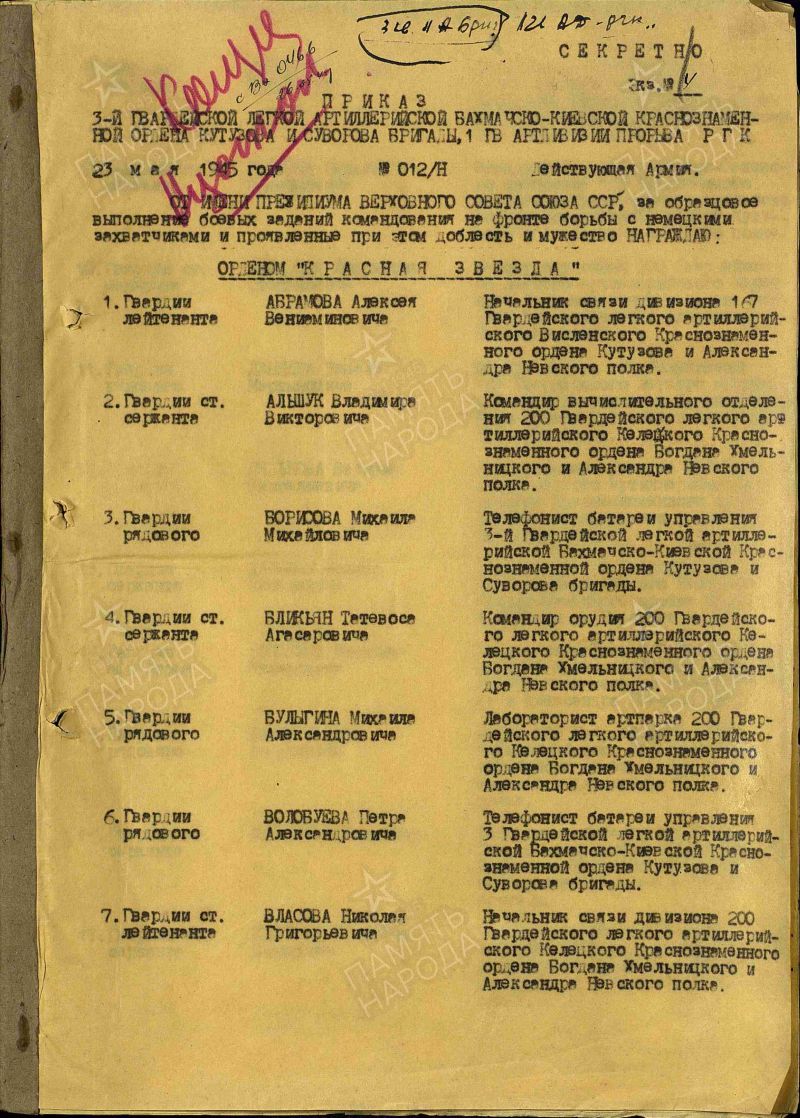 СЕКРЕТНО
Экз. №
ПРИКАЗ
3-Й ГВАРДЕЙСКОЙ ЛЕГКОЙ АРТИЛЛЕРИЙСКОЙ БАХМАЧСКО-КИЕВСКОЙ КРАСНОЗНАМЕН-
НОЙ ОРДЕНА КУТУЗОВА И СУВОРОВА БРИГАДЫ, 1 ГВ АРТДИВИЗИИ ПРОРЫВА РГК
23 мая 1945 года № 012/Н Действующая Армия.
ОТ ИМЕНИ ПРЕЗИДИУМА ВЕРХОВНОГО СОВЕТА СОЮЗА ССР, за образцовое
выполнение боевых заданий командования на фронте борьбы с немецкими
захватчиками и проявленные при этом доблесть и мужество НАГРАЖДАЮ:
ОРДЕНОМ "КРАСНАЯ ЗВЕЗДА"
1. Гвардии АБРАМОВА Алексея Начальник связи дивизиона 167
лейтенанта Вениаминовича Гвардейского легкого артиллерий-
ского Висленского Краснознамен-
ного ордена Кутузова и Алексан-
дра Невского полка.
2. Гвардии ст. АЛЬШУК Владимира Командир вычислительного отделе-
сержанта Викторовича ния 200 Гвардейского легкого ар
тиллерийского Келецкого Красно-
знаменного ордена Богдана Хмель-
ницкого и Александра Невского
полка.
3. Гвардии БОРИСОВА Михаила Телефонист батареи управления
рядового Михайловича 3-й Гвардейской легкой артилле-
рийской Бахмачско-Киевской Крас-
нознаменной ордена Кутузова и
Суворова бригады.
4. Гвардии ст. БЛИКЬЯН Татевоса Командир орудия 200 Гвардейско-
сержанта Агасаровича го легкого артиллерийского Ке-
лецкого Краснознаменного ордена
Богдана Хмельницкого и Алексан-
дра Невского полка.
5. Гвардии БУЛЫГИНА Михаила Лабораторист артпарка 200 Гвар-
рядового Александровича дейского легкого артиллерийско-
го Келецкого Краснознаменного
ордена Богдана Хмельницкого и
Александра Невского полка.
6. Гвардии ВОЛОБУЕВА Петра Телефонист батареи управления
рядового Александровича 3 Гвардейской легкой артиллерий-
ской Бахмачско-Киевской Красно-
знаменной ордена Кутузова и
Суворова бригады.
7. Гвардии ст. ВЛАСОВА Николая Начальник связи дивизиона 200
лейтенанта Григорьевича Гвардейского легкого артиллерий-
ского Келецкого Краснознаменного
ордена Богдана Хмельницкого и
Александра Невского полка.
ПАМЯТЬ
НАРОДА